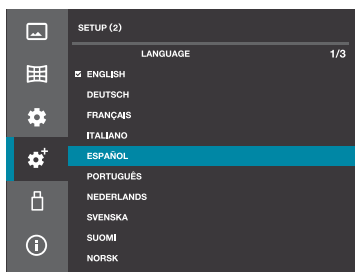 SETUP (2)
LANGUAGE 1/3
ENGLISH
DEUTSCH
FRANÇAIS
ITALIANO
ESPAÑOL
PORTUGUÊS
NEDERLANDS
SVENSKA
SUOMI
NORSK